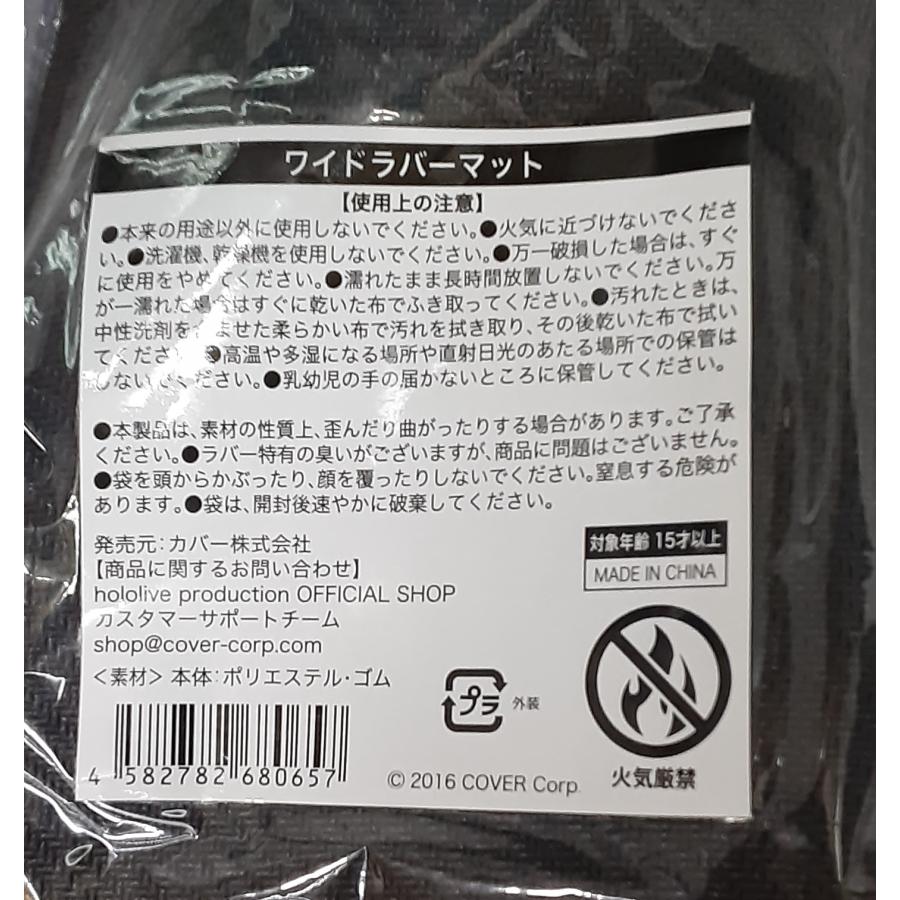 ワイドラバーマット
【使用上の注意】
●本来の用途以外に使用しないでください。●火気に近づけないでくださ
い。●洗濯機、乾燥機を使用しないでください。●万一破損した場合は、すぐ
に使用をやめてください。●濡れたまま長時間放置しないでください。万
が一濡れた場合はすぐに乾いた布でふき取ってください。●汚れたときは、
中性洗剤を含ませた柔らかい布で汚れを拭き取り、その後乾いた布で拭い
てください。●高温や多湿になる場所や直射日光のあたる場所での保管は
しないでください。●乳幼児の手の届かないところに保管してください。
●本製品は、素材の性質上、歪んだり曲がったりする場合があります。ご了承
ください。●ラバー特有の臭いがございますが、商品に問題はございません。
●袋を頭からかぶったり、顔を覆ったりしないでください。窒息する危険が
あります。●袋は、開封後速やかに破棄してください。
発売元：カバー株式会社
【商品に関するお問い合わせ】
hololive production OFFICIAL SHOP
カスタマーサポートチーム
shop@cover-corp.com
＜素材＞ 本体：ポリエステル・ゴム
対象年齢 15才以上
MADE IN CHINA
プラ 外装
火気厳禁
4 582782 680657
© 2016 COVER Corp.